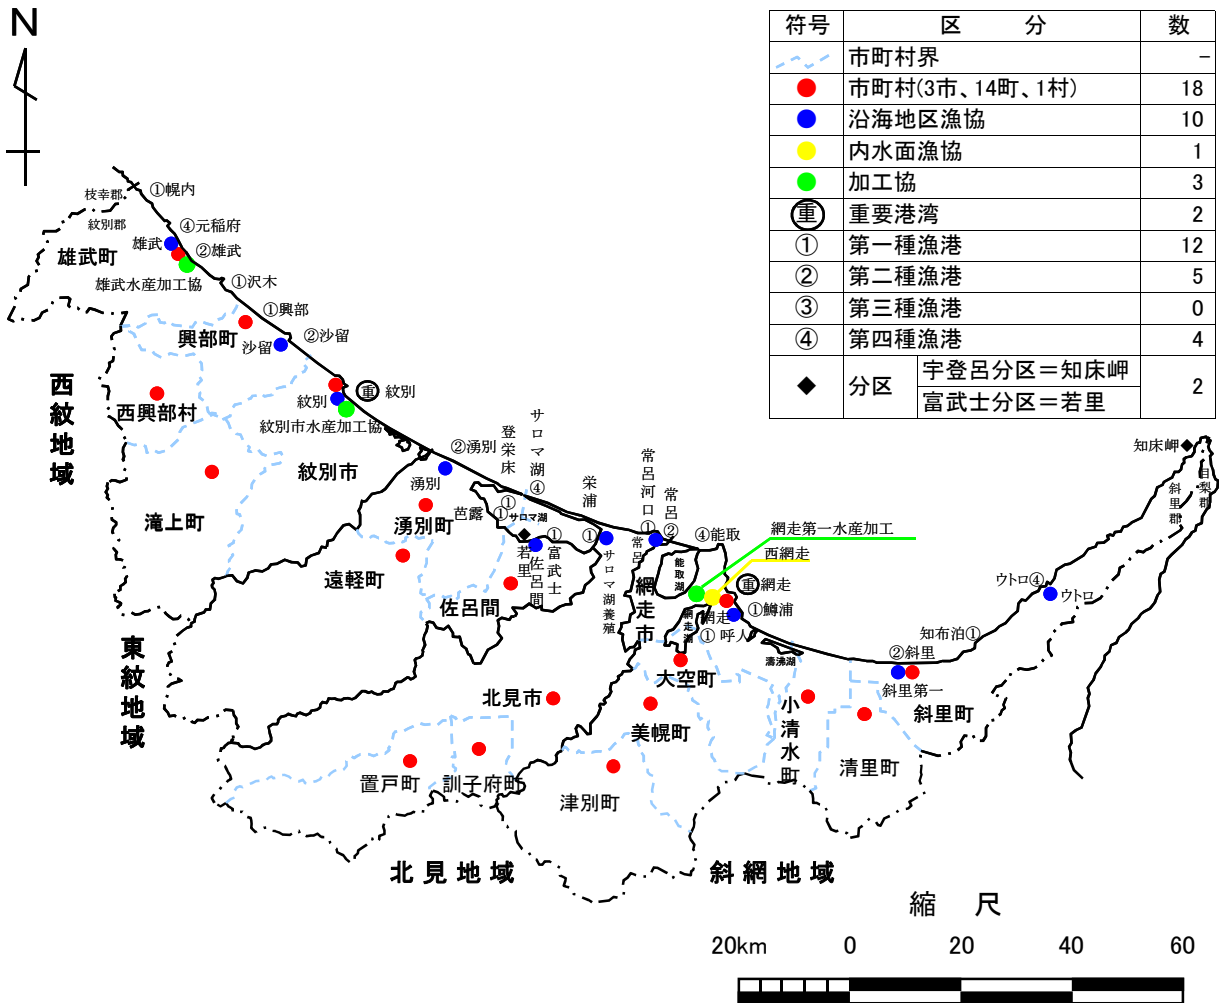 N
符号 区 分 数
市町村界 −
市町村(3市、14町、1村) 18
沿海地区漁協 10
内水面漁協 1
加工協 3
重 重要港湾 2
① 第一種漁港 12
② 第二種漁港 5
③ 第三種漁港 0
④ 第四種漁港 4
◆ 分区 宇登呂分区＝知床岬 2
富武士分区＝若里
枝幸郡
①幌内
紋別郡
④元稲府
雄武
②雄武
雄武町
雄武水産加工協
①沢木
①興部
興部町
沙留
②沙留
西紋地域
西興部村
重 紋別
紋別
紋別市水産加工協
紋別市
滝上町
②湧別
湧別
湧別町
芭露
①
①
登栄床
サロマ湖④
サロマ湖
栄浦
①
常呂河口①
常呂②
常呂
④能取
網走第一水産加工
西網走
能取湖
網走市
重 網走
網走
①鱒浦
網走湖
①呼人
濤沸湖
若里
佐呂間
①富武士
サロマ湖養殖
遠軽町
佐呂間
東紋地域
北見市
大空町
美幌町
小清水町
置戸町
訓子府町
津別町
清里町
斜里町
斜里第一
②斜里
知布泊①
ウトロ④
ウトロ
知床岬
目梨郡
斜里郡
北見地域
斜網地域
縮 尺
20km 0 20 40 60